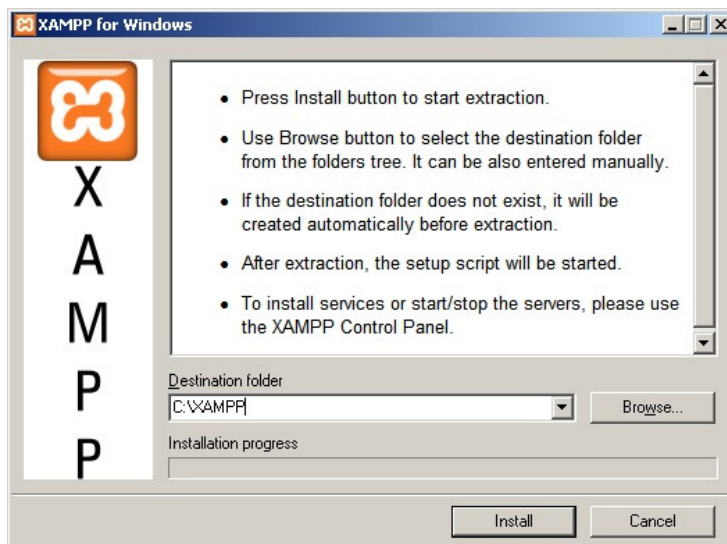 XAMPP for Windows
X
A
M
P
P
• Press Install button to start extraction.
• Use Browse button to select the destination folder
from the folders tree. It can be also entered manually.
• If the destination folder does not exist, it will be
created automatically before extraction.
• After extraction, the setup script will be started.
• To install services or start/stop the servers, please use
the XAMPP Control Panel.
Destination folder
C:\XAMPP
Browse...
Installation progress
Install
Cancel